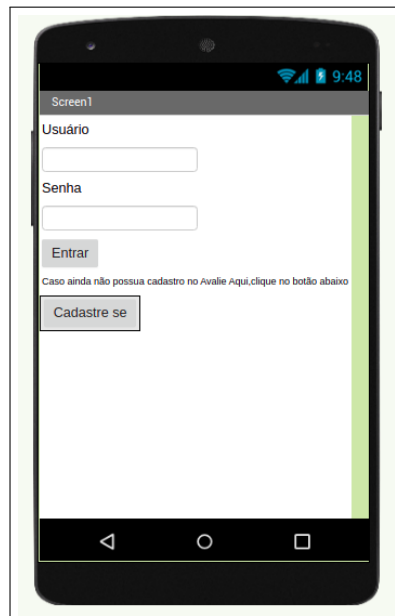 9:48
Screen1
Usuário
Senha
Entrar
Caso ainda não possua cadastro no Avalie Aqui,clique no botão abaixo
Cadastre se